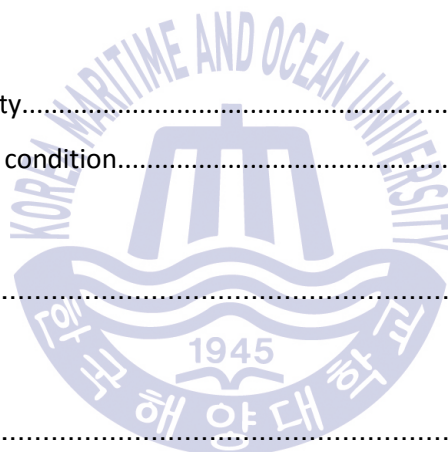 KOREA MARITIME AND OCEAN UNIVERSITY
ty..........................................................................
condition..........................................................
..........................................................................
1945
한국해양대학교
..........................................................................